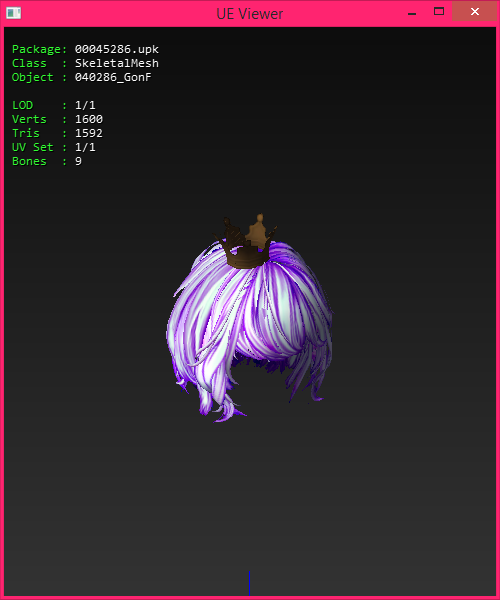 UE Viewer
Package: 00045286.upk
Class  : SkeletalMesh
Object : 040286_GonF
LOD    : 1/1
Verts  : 1600
Tris   : 1592
UV Set : 1/1
Bones  : 9